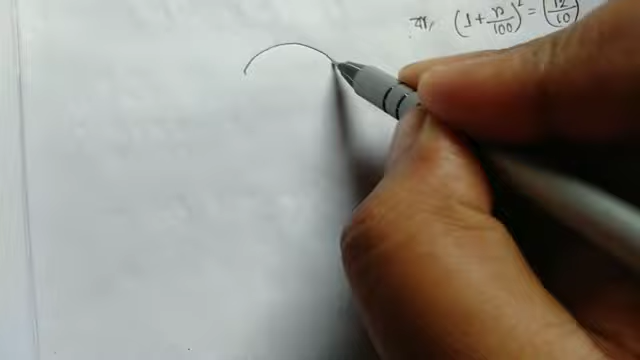 বা, (1 + n/100)² = (12/10)